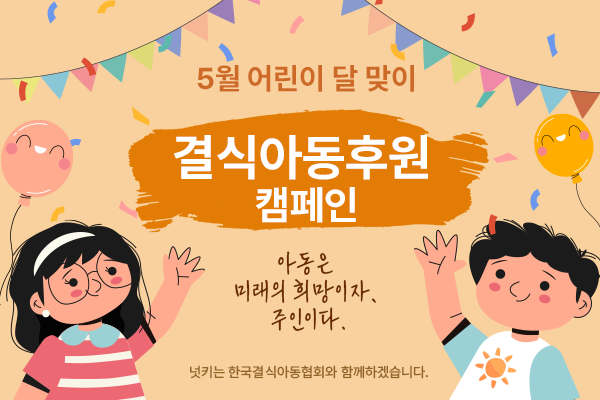 5월 어린이 달 맞이
결식아동후원
캠페인
아동은
미래의 희망이자,
주인이다.
넛키는 한국결식아동협회와 함께하겠습니다.